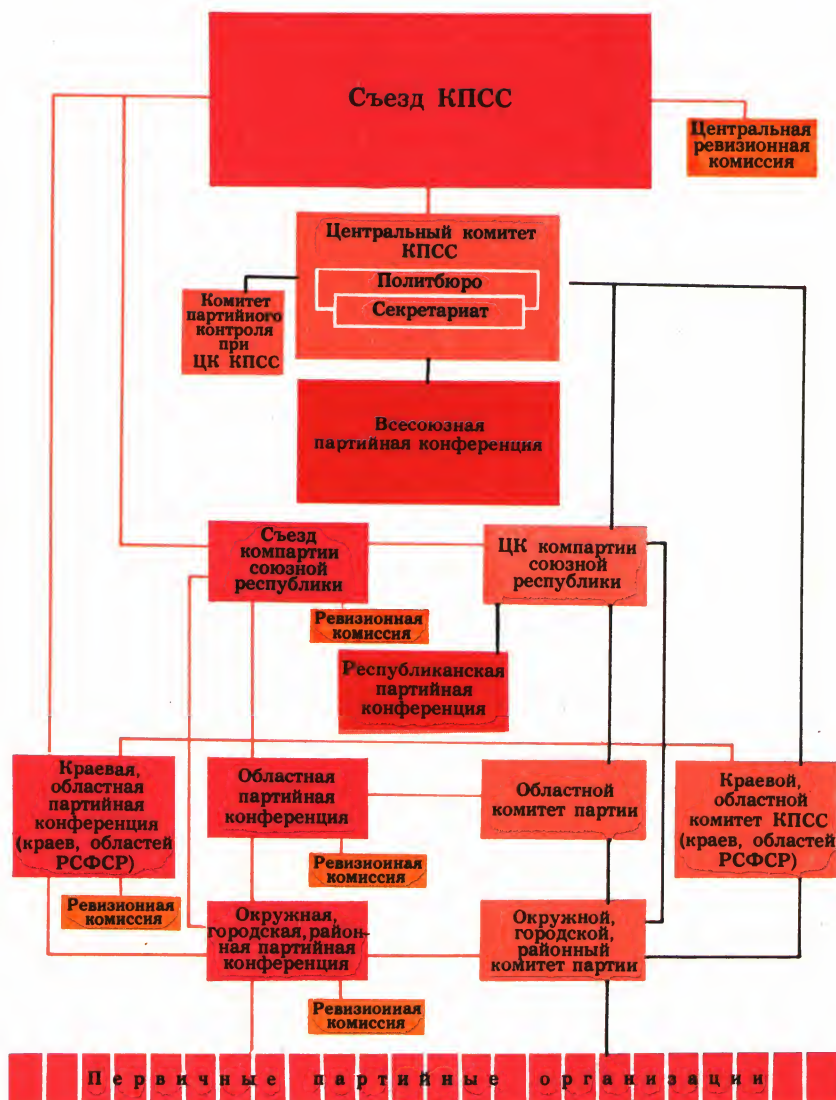 Съезд КПСС
Центральная
ревизионная
комиссия
Центральный комитет
КПСС
Политбюро
Секретариат
Комитет
партийного
контроля
при
ЦК КПСС
Всесоюзная
партийная конференция
Съезд
компартии
союзной
республики
ЦК компартии
союзной
республики
Ревизионная
комиссия
Республиканская
партийная
конференция
Краевая,
областная
партийная
конференция
(краев, областей
РСФСР)
Областная
партийная
конференция
Областной
комитет партии
Краевой,
областной
комитет КПСС
(краев, областей
РСФСР)
Ревизионная
комиссия
Ревизионная
комиссия
Окружная,
городская, район-
ная партийная
конференция
Окружной,
городской,
районный
комитет партии
Ревизионная
комиссия
Первичные партийные организации